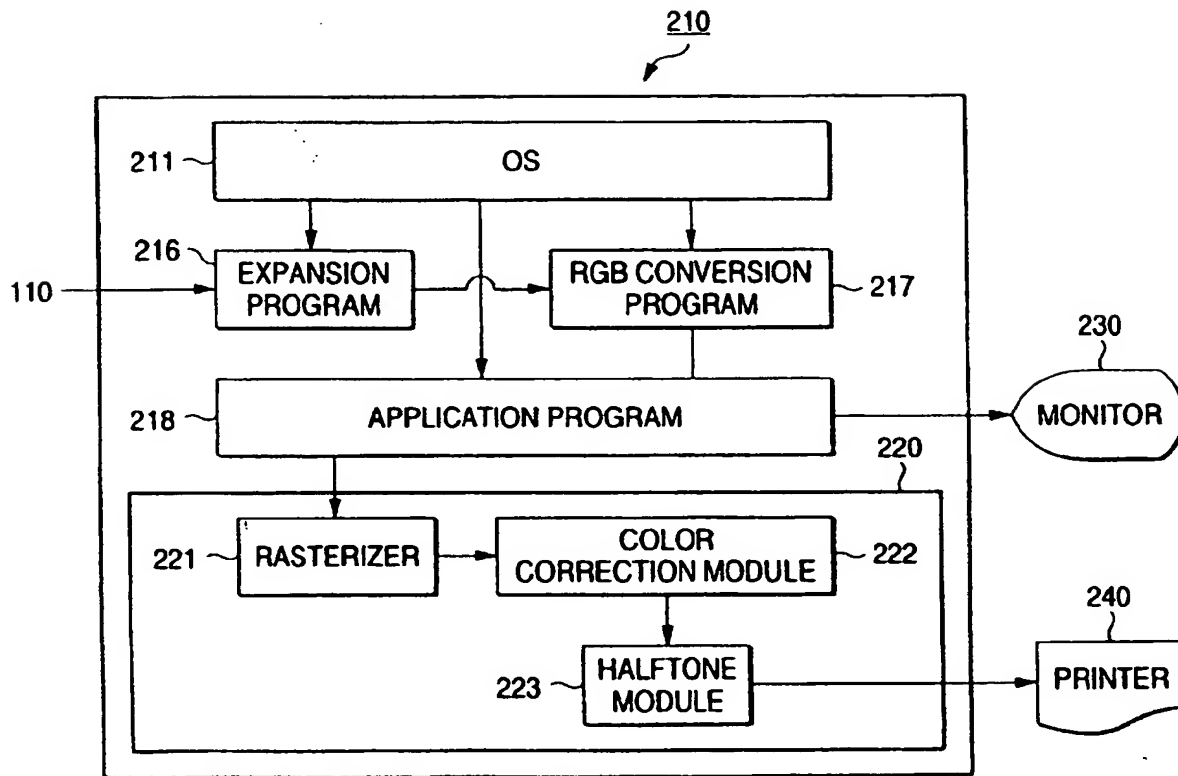 210
211
OS
216
EXPANSION
PROGRAM
RGB CONVERSION
PROGRAM
217
110
230
MONITOR
218
APPLICATION PROGRAM
220
221
RASTERIZER
COLOR
CORRECTION MODULE
222
240
PRINTER
223
HALFTONE
MODULE